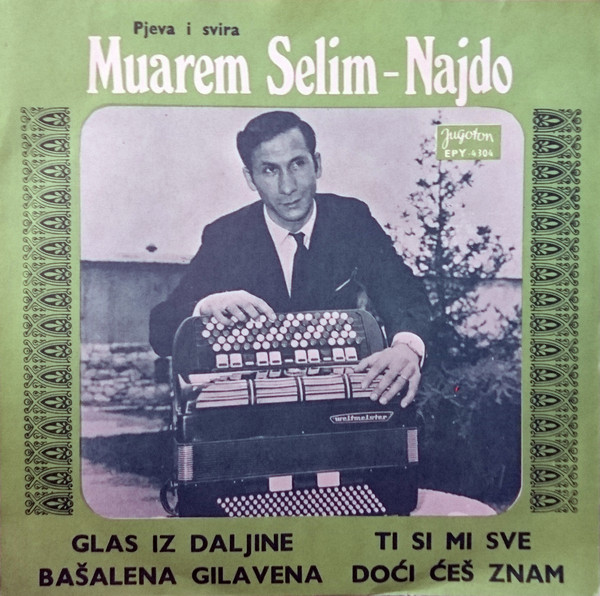 Pjeva i svira
Muarem Selim - Najdo
Jugoton
EPY-4304
weltmeister
GLAS IZ DALJINE
BAŠALENA GILAVENA
TI SI MI SVE
DOĆI ĆEŠ ZNAM